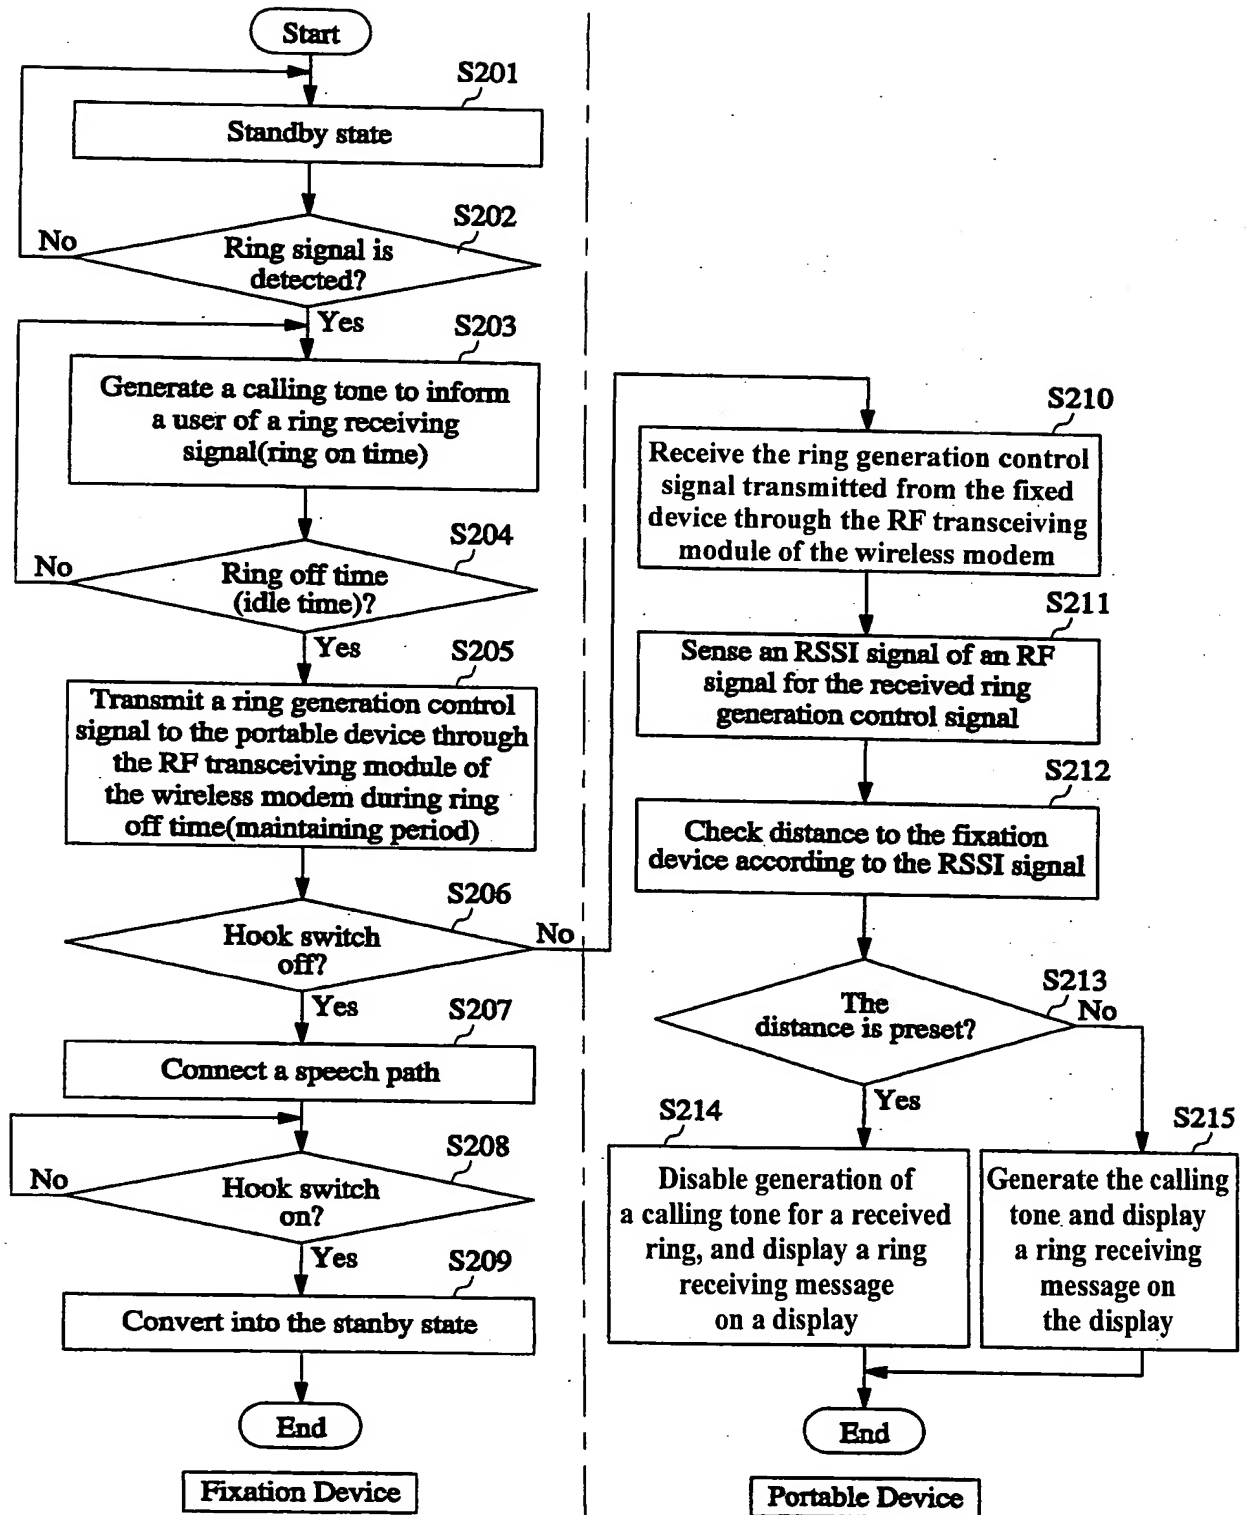 Start
S201
Standby state
S202
No
Ring signal is
detected?
Yes
S203
Generate a calling tone to inform
a user of a ring receiving
signal(ring on time)
S204
No
Ring off time
(idle time)?
Yes
S205
Transmit a ring generation control
signal to the portable device through
the RF transceiving module of
the wireless modem during ring
off time(maintaining period)
S206
Hook switch
off?
No
Yes
S207
Connect a speech path
S208
No
Hook switch
on?
Yes
S209
Convert into the stanby state
End
Fixation Device
S210
Receive the ring generation control
signal transmitted from the fixed
device through the RF transceiving
module of the wireless modem
S211
Sense an RSSI signal of an RF
signal for the received ring
generation control signal
S212
Check distance to the fixation
device according to the RSSI signal
S213
The
distance is preset?
No
Yes
S214
Disable generation of
a calling tone for a received
ring, and display a ring
receiving message
on a display
S215
Generate the calling
tone and display
a ring receiving
message on
the display
End
Portable Device